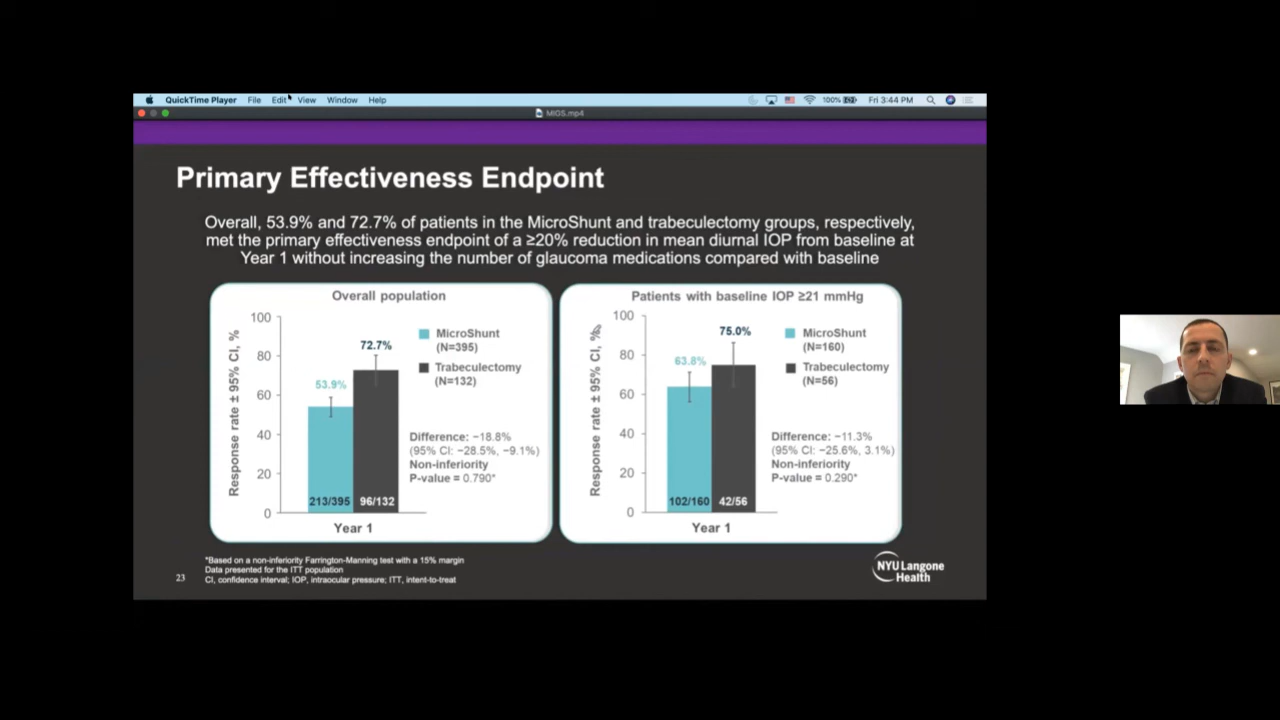 QuickTime Player File Edit View Window Help 100% Fri 3:44 PM
MIGS.mp4
Primary Effectiveness Endpoint
Overall, 53.9% and 72.7% of patients in the MicroShunt and trabeculectomy groups, respectively,
met the primary effectiveness endpoint of a ≥20% reduction in mean diurnal IOP from baseline at
Year 1 without increasing the number of glaucoma medications compared with baseline
Overall population
Response rate ± 95% CI, %
100
80
60
40
20
0
53.9%
72.7%
213/395
96/132
Year 1
MicroShunt
(N=395)
Trabeculectomy
(N=132)
Difference: −18.8%
(95% CI: −28.5%, −9.1%)
Non-inferiority
P-value = 0.790*
Patients with baseline IOP ≥21 mmHg
Response rate ± 95% CI, %
100
80
60
40
20
0
63.8%
75.0%
102/160
42/56
Year 1
MicroShunt
(N=160)
Trabeculectomy
(N=56)
Difference: −11.3%
(95% CI: −25.6%, 3.1%)
Non-inferiority
P-value = 0.290*
*Based on a non-inferiority Farrington-Manning test with a 15% margin
Data presented for the ITT population
CI, confidence interval; IOP, intraocular pressure; ITT, intent-to-treat
23
NYU Langone
Health